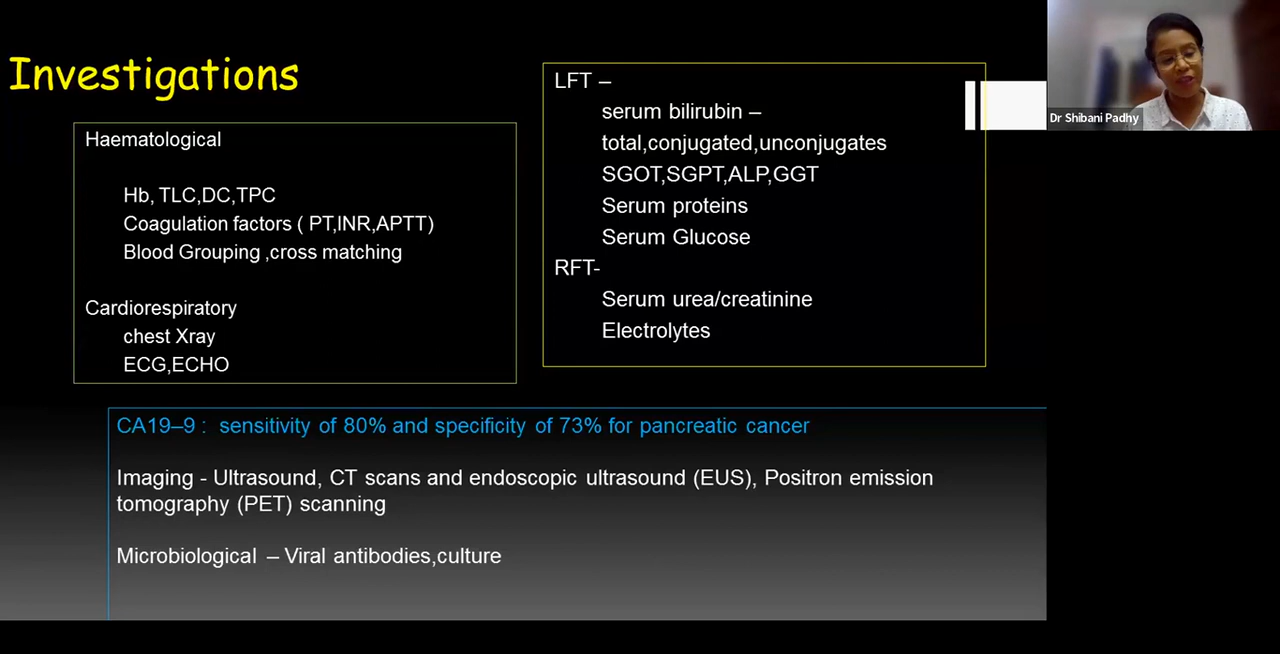 Investigations
Haematological
Hb, TLC,DC,TPC
Coagulation factors ( PT,INR,APTT)
Blood Grouping ,cross matching
Cardiorespiratory
chest Xray
ECG,ECHO
LFT –
serum bilirubin –
total,conjugated,unconjugates
SGOT,SGPT,ALP,GGT
Serum proteins
Serum Glucose
RFT-
Serum urea/creatinine
Electrolytes
CA19–9 : sensitivity of 80% and specificity of 73% for pancreatic cancer
Imaging - Ultrasound, CT scans and endoscopic ultrasound (EUS), Positron emission
tomography (PET) scanning
Microbiological – Viral antibodies,culture
Dr Shibani Padhy